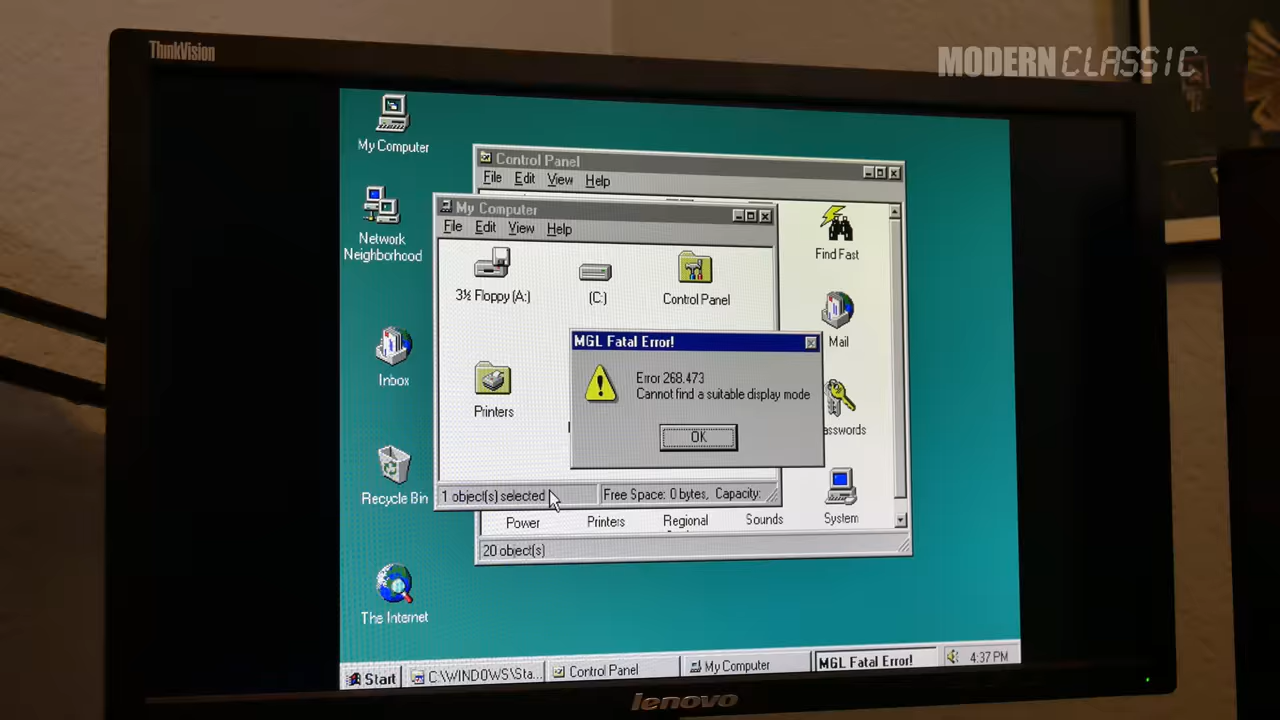 ThinkVision
MODERN CLASSIC
My Computer
Network
Neighborhood
Inbox
Recycle Bin
The Internet
Control Panel
File Edit View Help
Find Fast
Mail
asswords
System
Power Printers Regional Sounds
20 object(s)
My Computer
File Edit View Help
3½ Floppy (A:) (C:) Control Panel
Printers
1 object(s) selected Free Space: 0 bytes, Capacity:
MGL Fatal Error!
Error 268.473
Cannot find a suitable display mode
OK
Start C:\WINDOWS\Sta... Control Panel My Computer MGL Fatal Error! 4:37 PM
lenovo